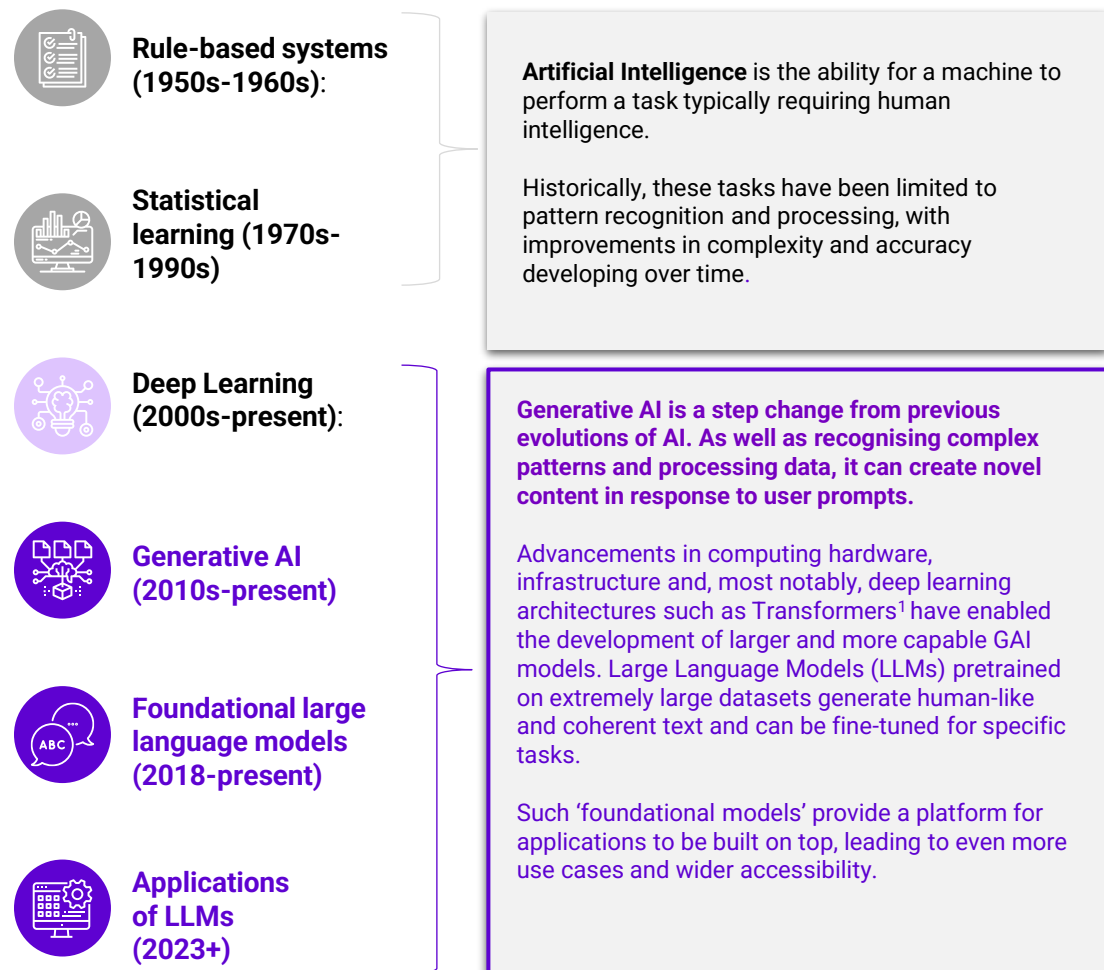 Rule-based systems
(1950s-1960s):
Artificial Intelligence is the ability for a machine to
perform a task typically requiring human
intelligence.
Historically, these tasks have been limited to
pattern recognition and processing, with
improvements in complexity and accuracy
developing over time.
Statistical
learning (1970s-
1990s)
Deep Learning
(2000s-present):
Generative AI
(2010s-present)
ABC
Foundational large
language models
(2018-present)
Applications
of LLMs
(2023+)
Generative AI is a step change from previous
evolutions of AI. As well as recognising complex
patterns and processing data, it can create novel
content in response to user prompts.
Advancements in computing hardware,
infrastructure and, most notably, deep learning
architectures such as Transformers¹ have enabled
the development of larger and more capable GAI
models. Large Language Models (LLMs) pretrained
on extremely large datasets generate human-like
and coherent text and can be fine-tuned for specific
tasks.
Such ‘foundational models’ provide a platform for
applications to be built on top, leading to even more
use cases and wider accessibility.